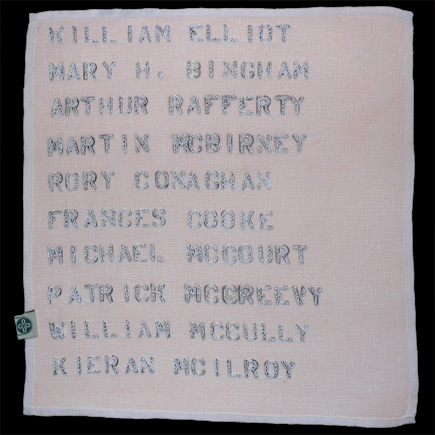 WILLIAM ELLIOT
MARY H. BINGHAM
ARTHUR RAFFERTY
MARTIN MCBIRNEY
RORY CONAGHAN
FRANCES COOKE
MICHAEL MCCOURT
PATRICK MCGREEVY
WILLIAM MCCULLY
KIERAN MCILROY